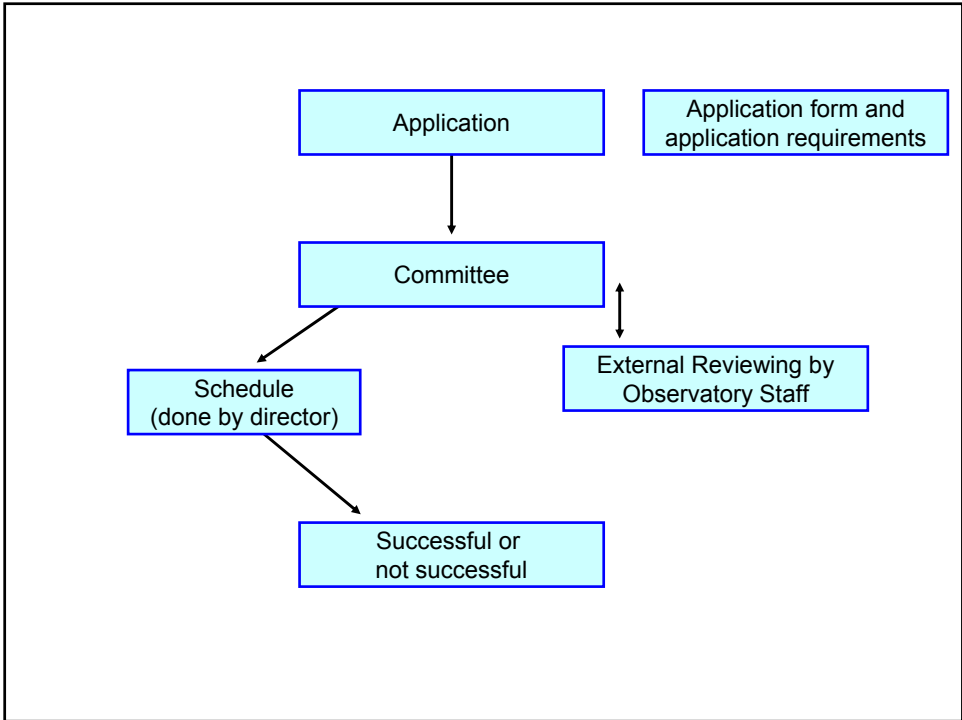 Application
Application form and
application requirements
Committee
External Reviewing by
Observatory Staff
Schedule
(done by director)
Successful or
not successful